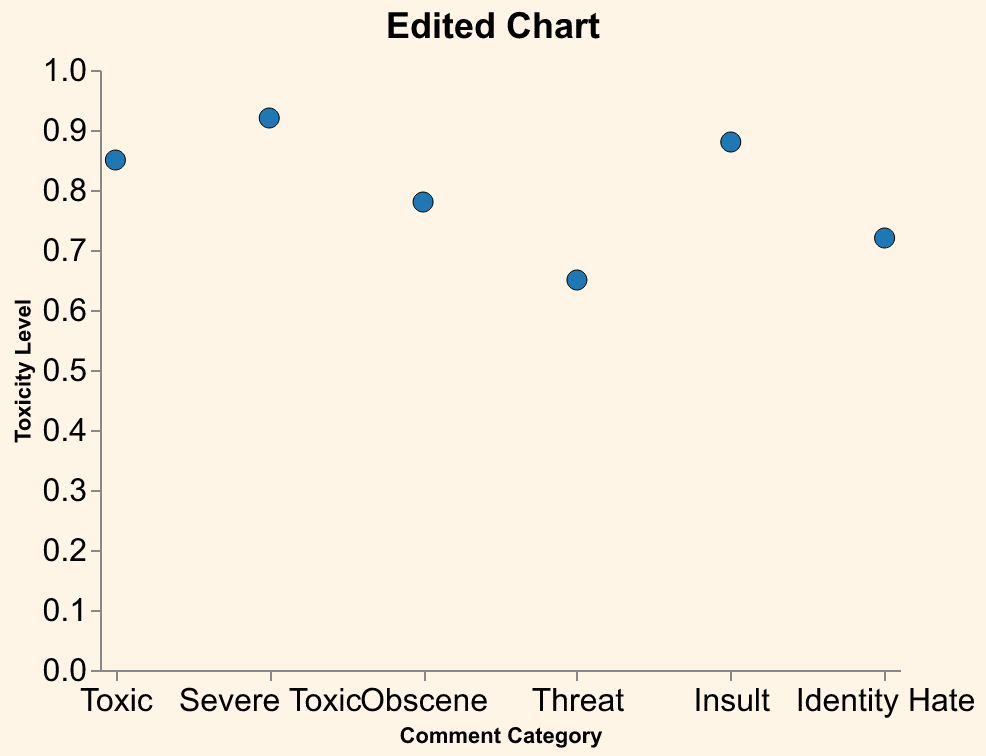 Edited Chart
1.0
0.9
0.8
0.7
0.6
0.5
0.4
0.3
0.2
0.1
0.0
Toxicity Level
Toxic Severe Toxic Obscene Threat Insult Identity Hate
Comment Category